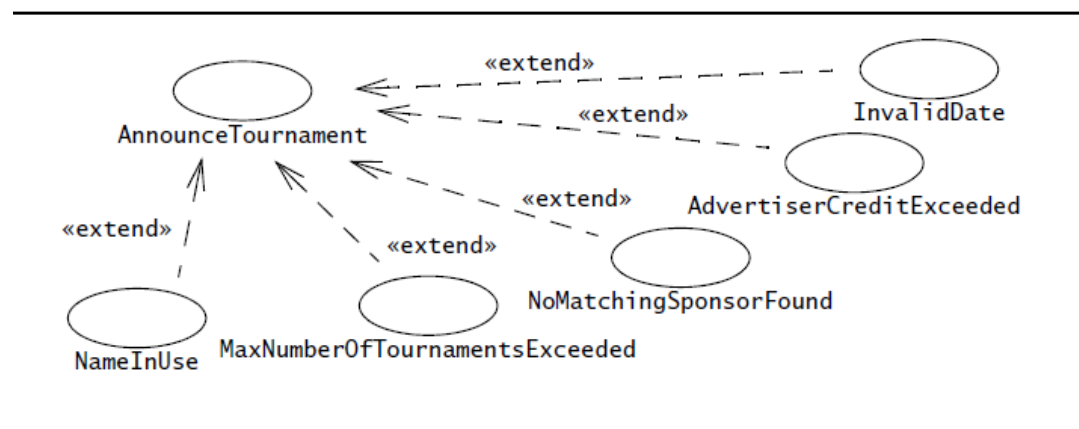 «extend»
InvalidDate
«extend»
AnnounceTournament
AdvertiserCreditExceeded
«extend»
«extend»
«extend»
NoMatchingSponsorFound
MaxNumberOfTournamentsExceeded
NameInUse